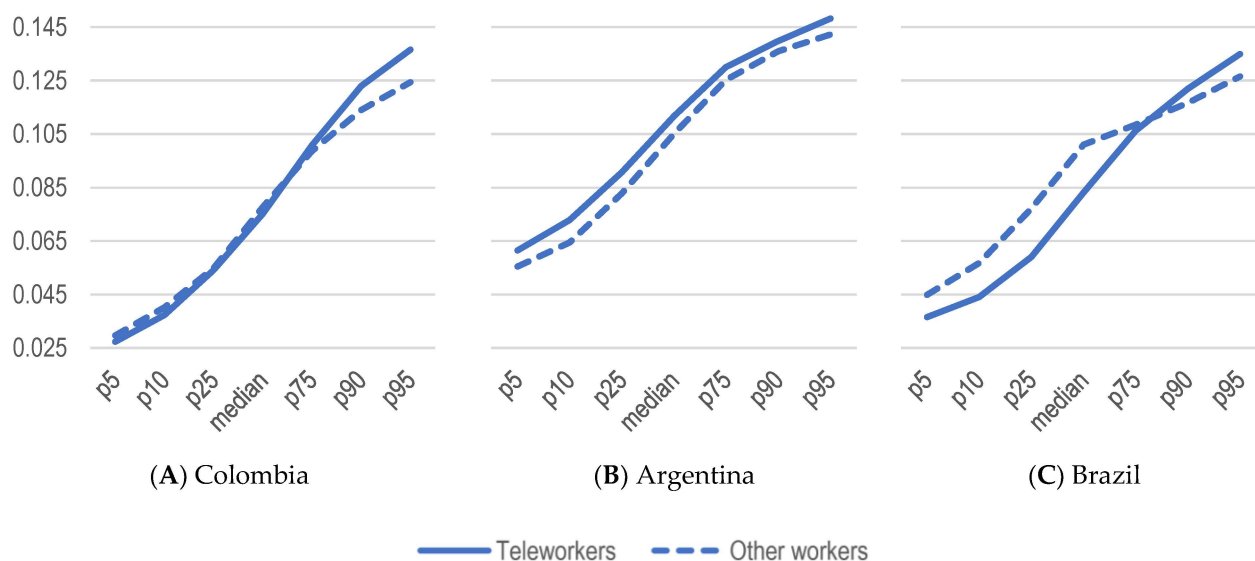 0.145
0.125
0.105
0.085
0.065
0.045
0.025
p5 p10 p25 median p75 p90 p95
p5 p10 p25 median p75 p90 p95
p5 p10 p25 median p75 p90 p95
(A) Colombia
(B) Argentina
(C) Brazil
Teleworkers
Other workers